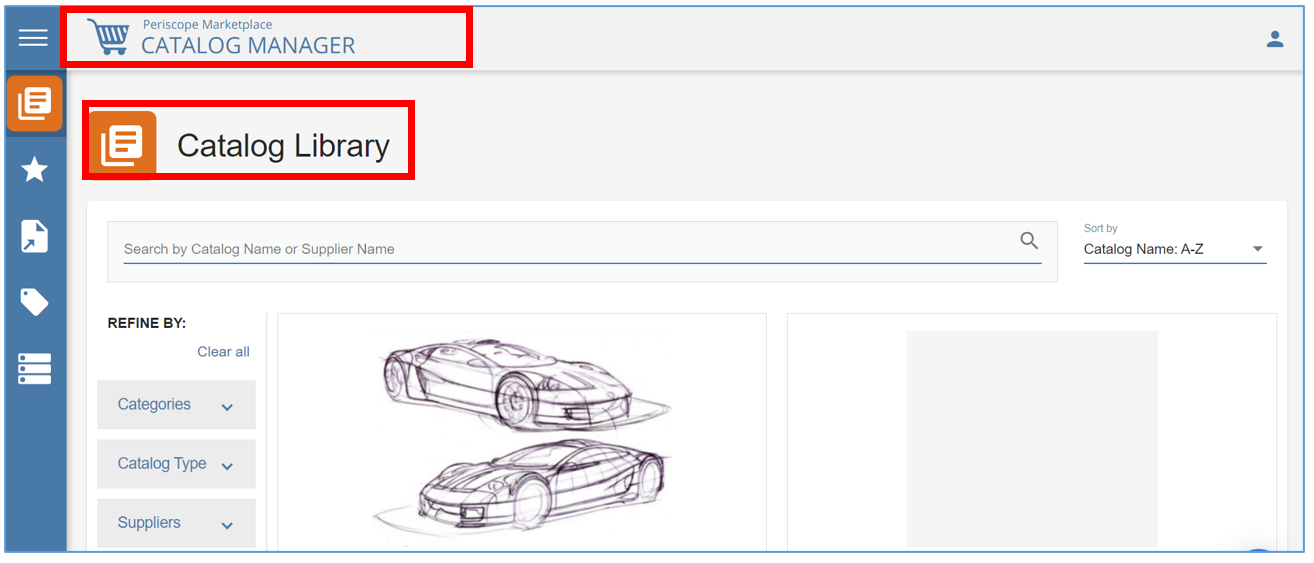 Periscope Marketplace
CATALOG MANAGER
Catalog Library
Search by Catalog Name or Supplier Name
Sort by
Catalog Name: A-Z
REFINE BY:
Clear all
Categories
Catalog Type
Suppliers